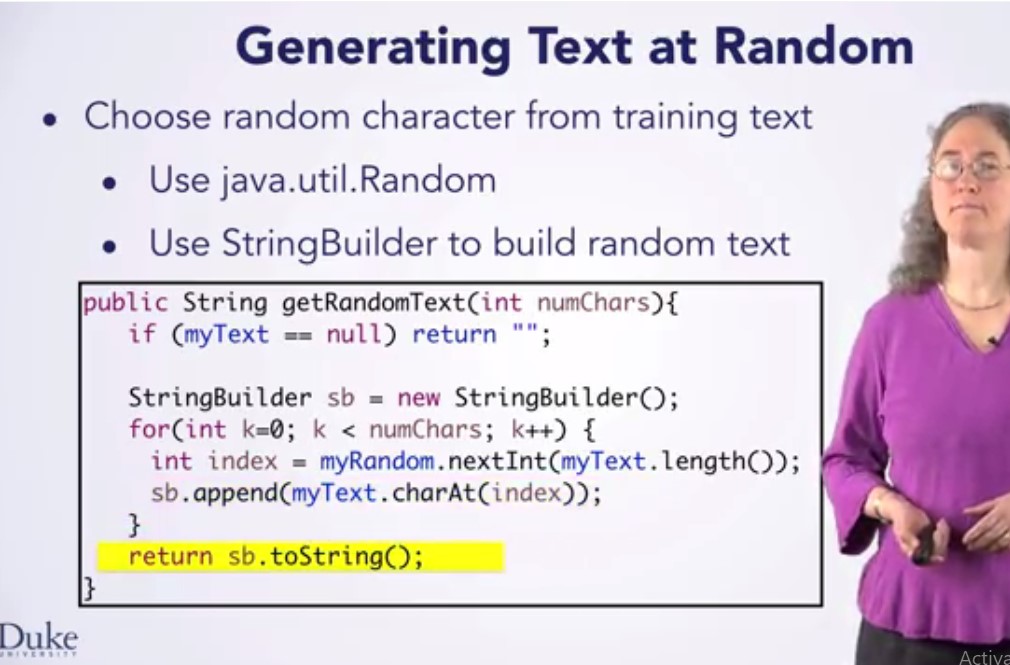 Generating Text at Random
• Choose random character from training text
• Use java.util.Random
• Use StringBuilder to build random text
public String getRandomText(int numChars){
if (myText == null) return "";
StringBuilder sb = new StringBuilder();
for(int k=0; k < numChars; k++) {
int index = myRandom.nextInt(myText.length());
sb.append(myText.charAt(index));
}
return sb.toString();
}
Duke
UNIVERSITY
Activa